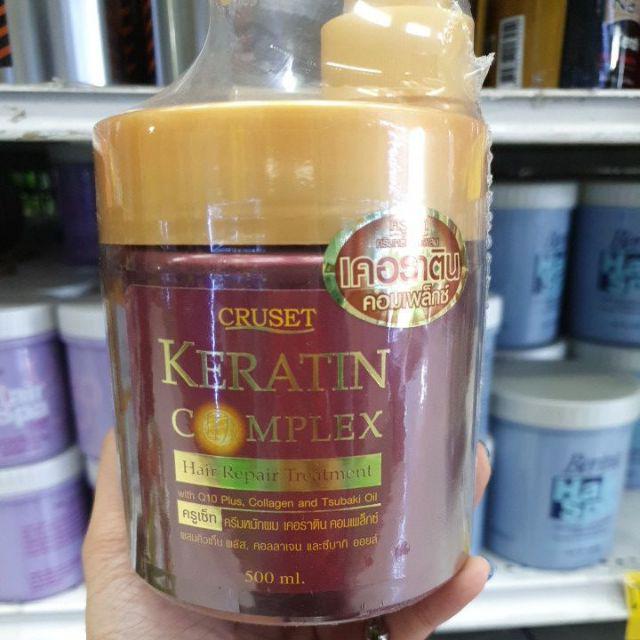 เคอราติน
คอมเพล็กซ์
CRUSET
KERATIN
COMPLEX
Hair Repair Treatment
with Q10 Plus, Collagen and Tsubaki Oil
ครูเซ็ท ครีมหมักผม เคอราติน คอมเพล็กซ์
ผสมคิวเท็น พลัส, คอลลาเจน และซึบากิ ออยล์
500 ml.
Hair
Spa